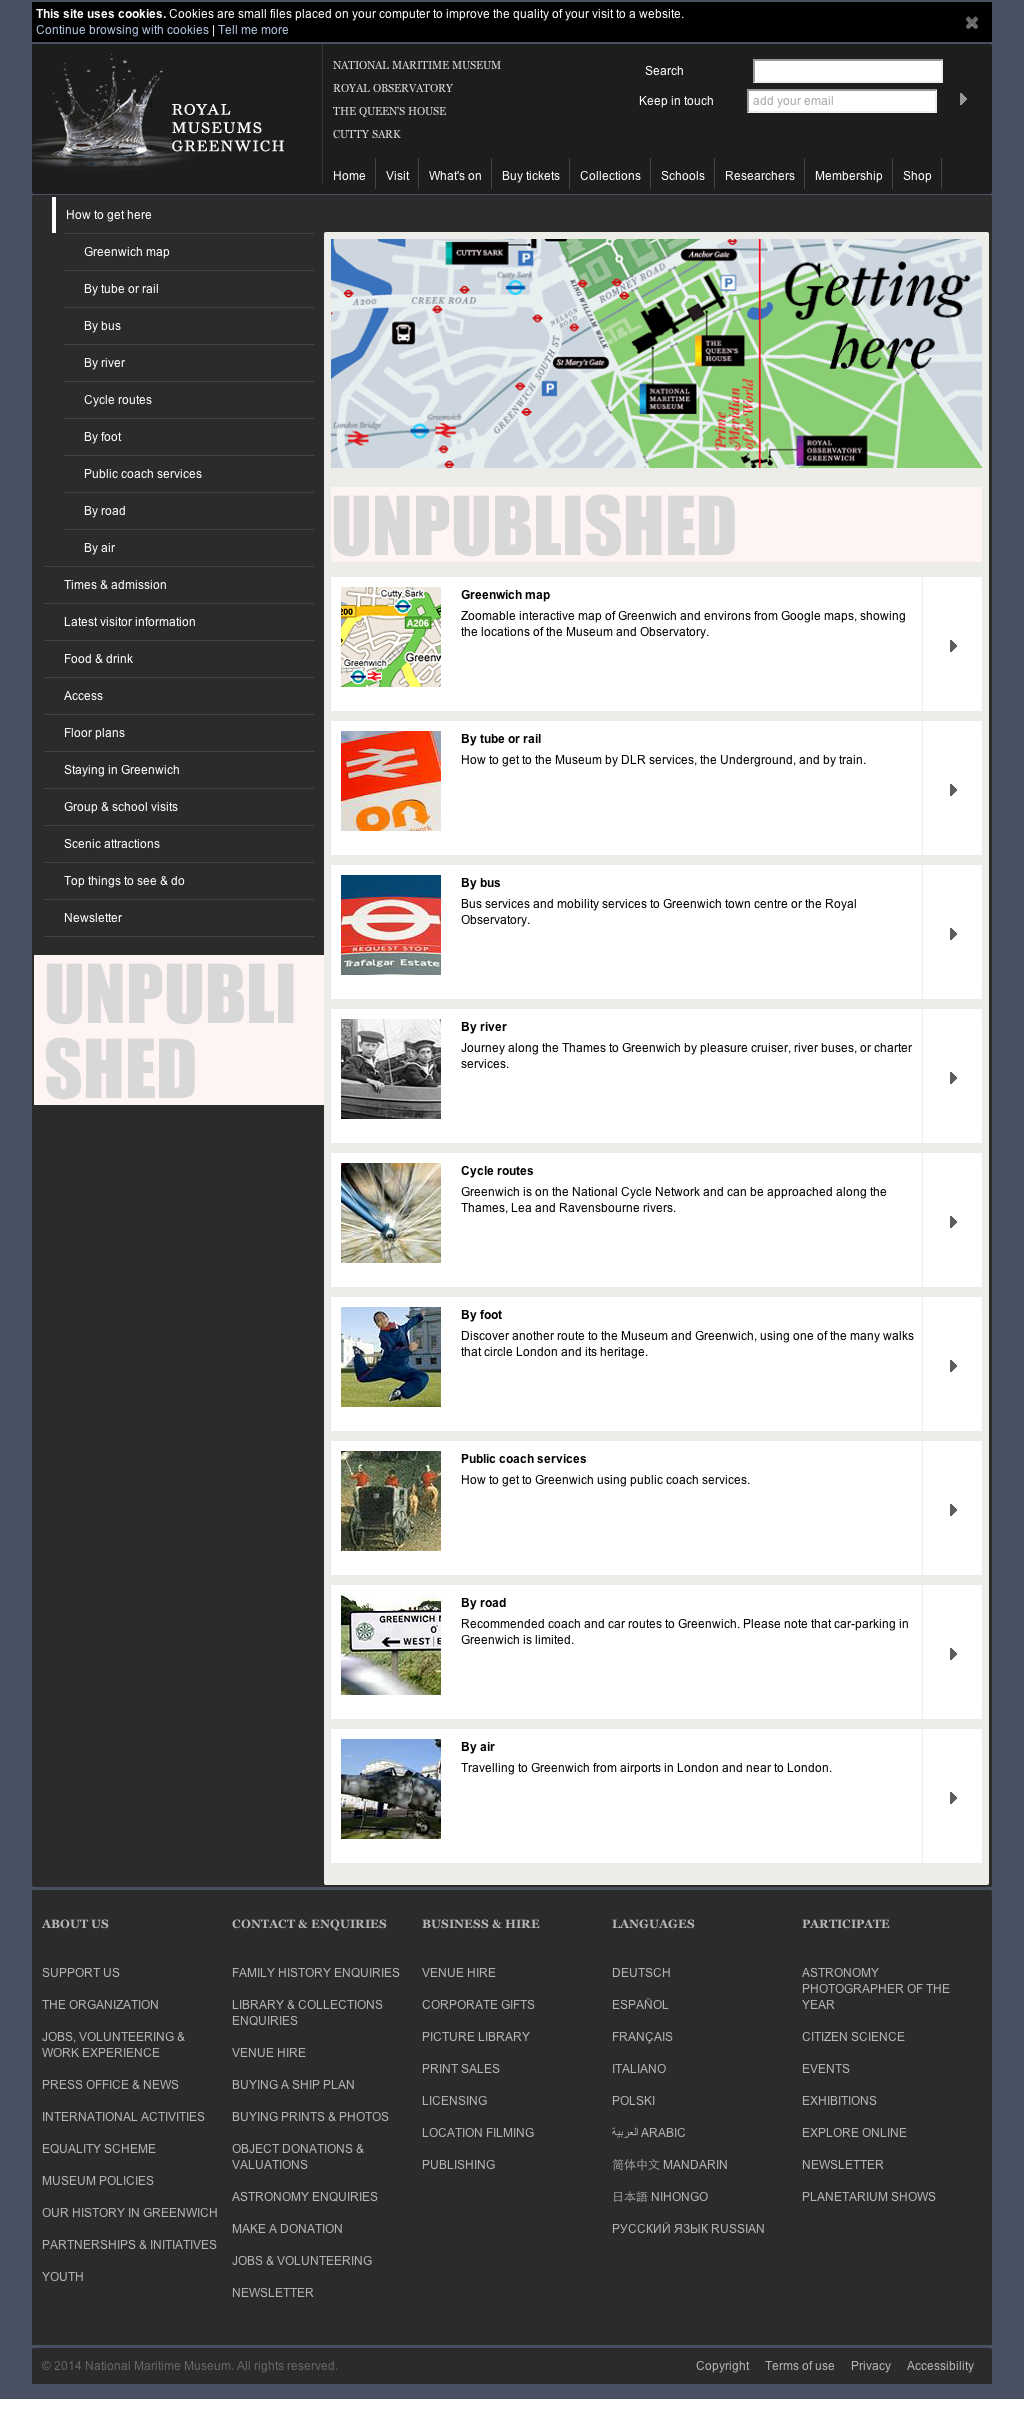 This site uses cookies. Cookies are small files placed on your computer to improve the quality of your visit to a website.
Continue browsing with cookies | Tell me more
ROYAL
MUSEUMS
GREENWICH
NATIONAL MARITIME MUSEUM
ROYAL OBSERVATORY
THE QUEEN'S HOUSE
CUTTY SARK
Search
Keep in touch
add your email
Home
Visit
What's on
Buy tickets
Collections
Schools
Researchers
Membership
Shop
How to get here
Greenwich map
By tube or rail
By bus
By river
Cycle routes
By foot
Public coach services
By road
By air
Times & admission
Latest visitor information
Food & drink
Access
Floor plans
Staying in Greenwich
Group & school visits
Scenic attractions
Top things to see & do
Newsletter
UNPUBLI
SHED
CUTTY SARK
Cutty Sark
P
Anchor Gate
A200
CREEK ROAD
ROMNEY ROAD
P
KING WILLIAM WALK
NELSON ROAD
Getting
here
THE QUEEN'S HOUSE
St Mary's Gate
GREENWICH SOUTH ST
P
NATIONAL MARITIME MUSEUM
Prime Meridian of the World
London Bridge
Greenwich
ROYAL OBSERVATORY GREENWICH
UNPUBLISHED
Cutty Sark
200
A206
Greenwich
Greenw
Greenwich map
Zoomable interactive map of Greenwich and environs from Google maps, showing
the locations of the Museum and Observatory.
By tube or rail
How to get to the Museum by DLR services, the Underground, and by train.
REQUEST STOP
Trafalgar Estate
By bus
Bus services and mobility services to Greenwich town centre or the Royal
Observatory.
By river
Journey along the Thames to Greenwich by pleasure cruiser, river buses, or charter
services.
Cycle routes
Greenwich is on the National Cycle Network and can be approached along the
Thames, Lea and Ravensbourne rivers.
By foot
Discover another route to the Museum and Greenwich, using one of the many walks
that circle London and its heritage.
Public coach services
How to get to Greenwich using public coach services.
GREENWICH M
O
WEST E
By road
Recommended coach and car routes to Greenwich. Please note that car-parking in
Greenwich is limited.
By air
Travelling to Greenwich from airports in London and near to London.
ABOUT US
SUPPORT US
THE ORGANIZATION
JOBS, VOLUNTEERING &
WORK EXPERIENCE
PRESS OFFICE & NEWS
INTERNATIONAL ACTIVITIES
EQUALITY SCHEME
MUSEUM POLICIES
OUR HISTORY IN GREENWICH
PARTNERSHIPS & INITIATIVES
YOUTH
CONTACT & ENQUIRIES
FAMILY HISTORY ENQUIRIES
LIBRARY & COLLECTIONS
ENQUIRIES
VENUE HIRE
BUYING A SHIP PLAN
BUYING PRINTS & PHOTOS
OBJECT DONATIONS &
VALUATIONS
ASTRONOMY ENQUIRIES
MAKE A DONATION
JOBS & VOLUNTEERING
NEWSLETTER
BUSINESS & HIRE
VENUE HIRE
CORPORATE GIFTS
PICTURE LIBRARY
PRINT SALES
LICENSING
LOCATION FILMING
PUBLISHING
LANGUAGES
DEUTSCH
ESPAÑOL
FRANÇAIS
ITALIANO
POLSKI
العربية ARABIC
简体中文 MANDARIN
日本語 NIHONGO
РУССКИЙ ЯЗЫК RUSSIAN
PARTICIPATE
ASTRONOMY
PHOTOGRAPHER OF THE
YEAR
CITIZEN SCIENCE
EVENTS
EXHIBITIONS
EXPLORE ONLINE
NEWSLETTER
PLANETARIUM SHOWS
© 2014 National Maritime Museum. All rights reserved.
Copyright
Terms of use
Privacy
Accessibility